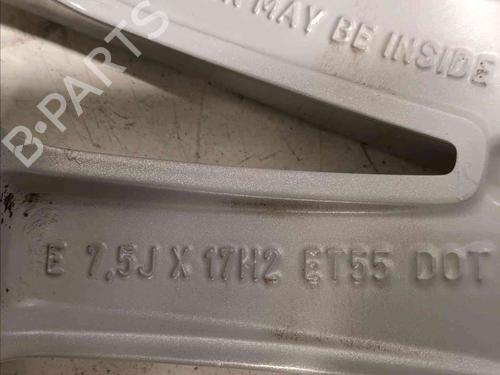 MAY BE INSIDE
B-PARTS
E 7,5J X 17H2 ET55 DOT